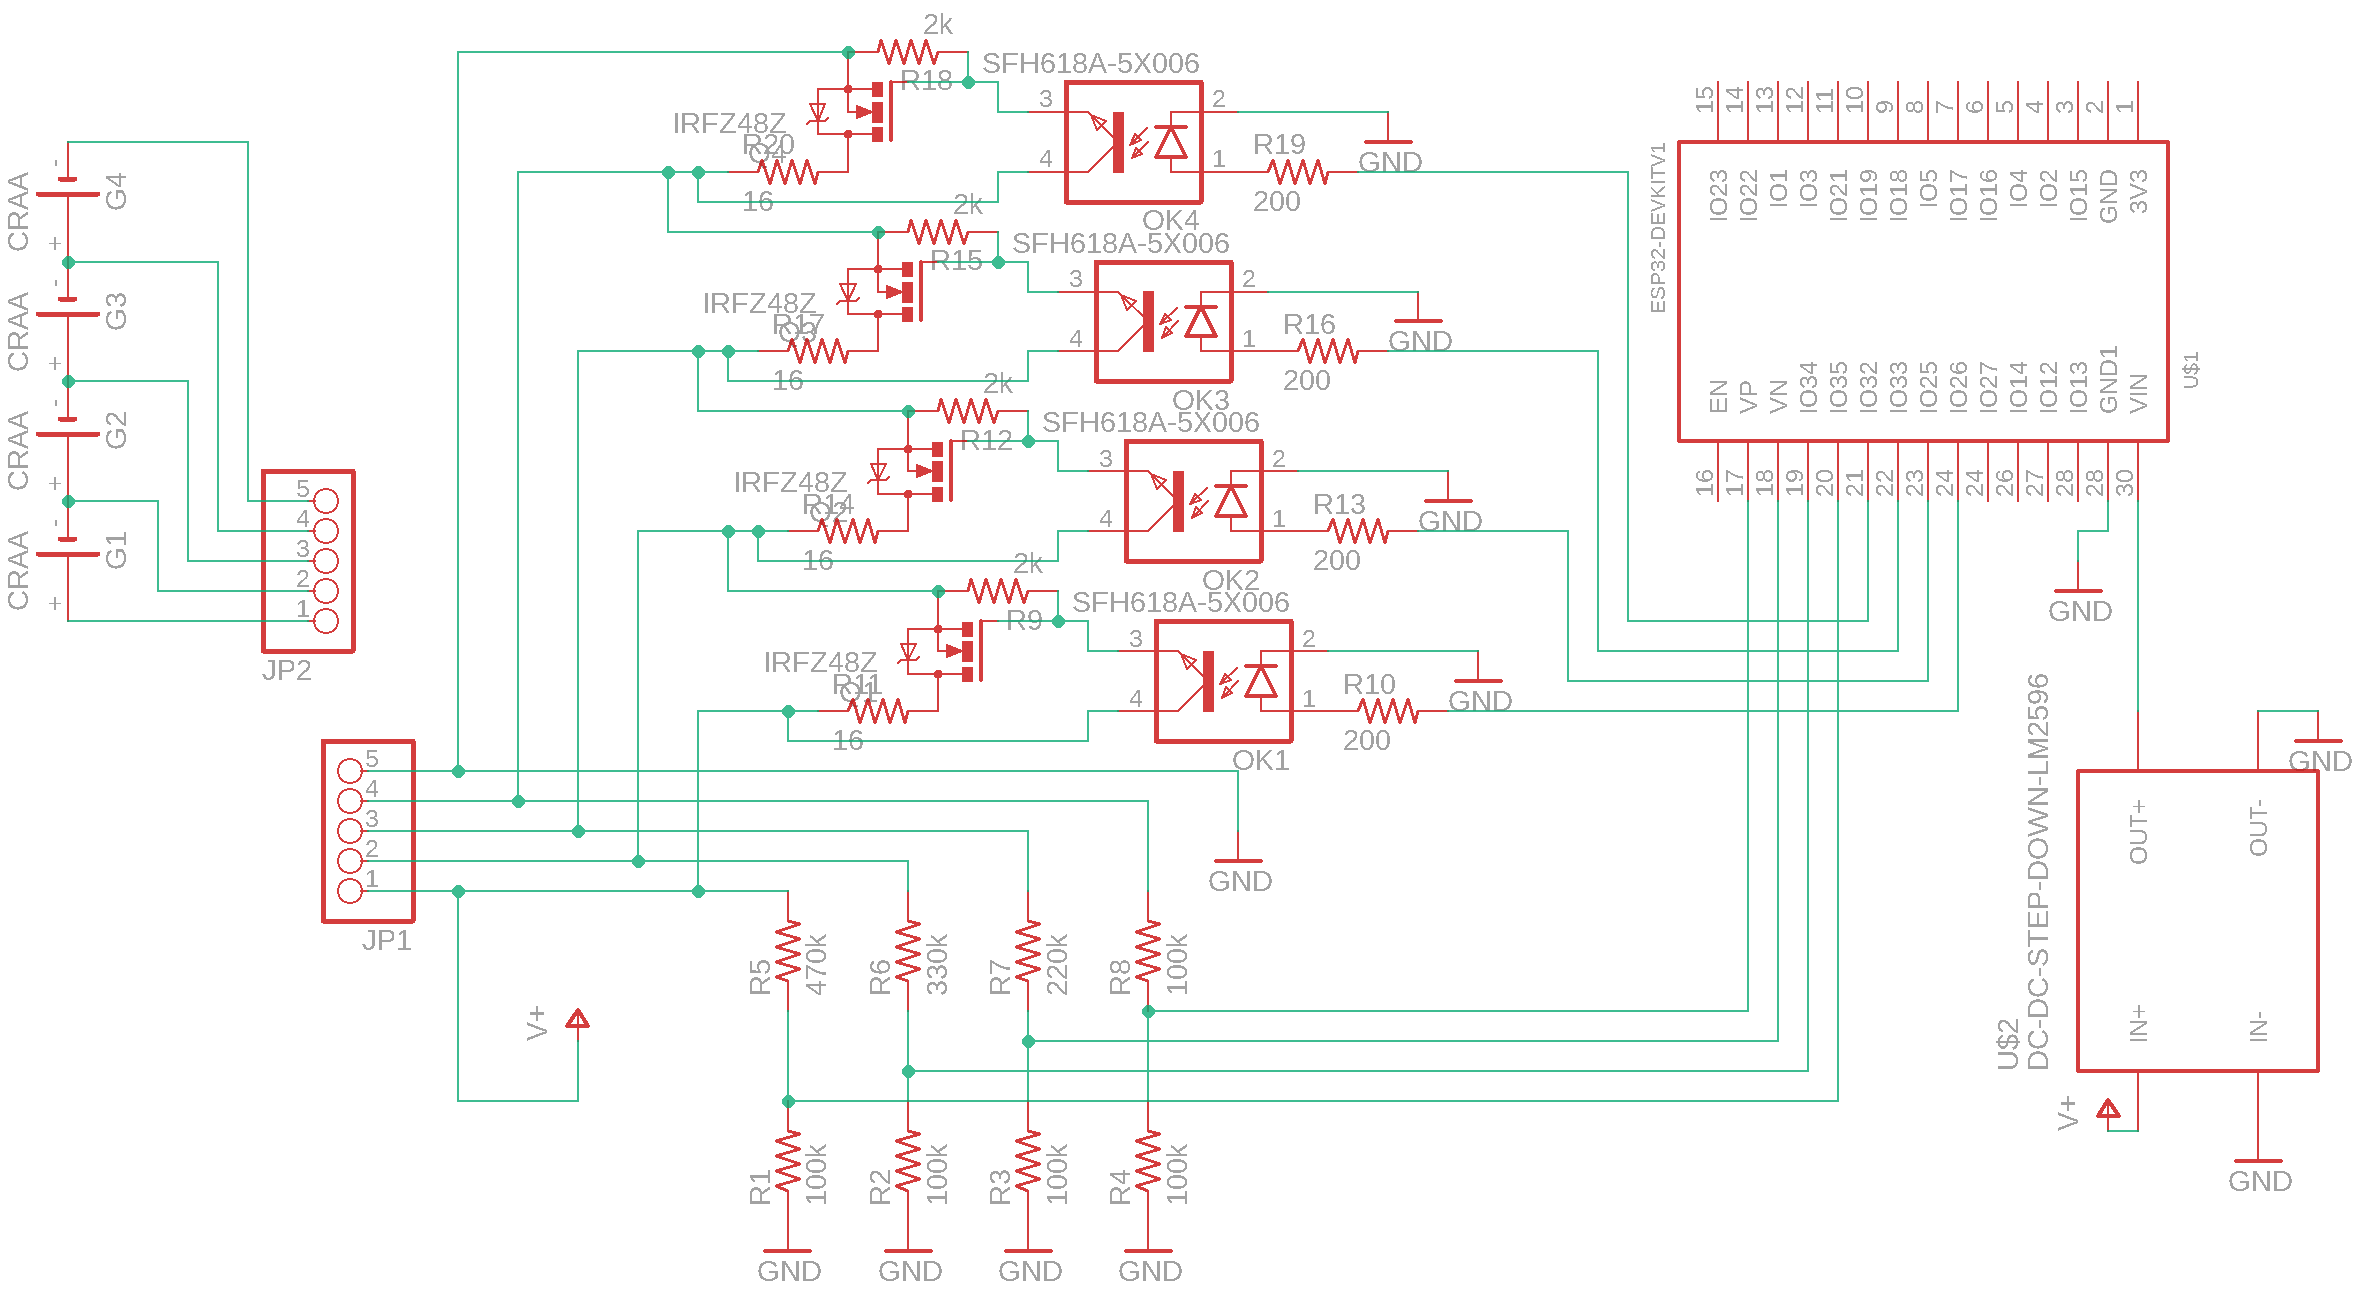 2k
R18
IRFZ48Z
R20
Q4
16
SFH618A-5X006
3
4
2
1
OK4
GND
R19
200
2k
R15
IRFZ48Z
R17
Q3
16
SFH618A-5X006
3
4
2
1
OK3
GND
R16
200
2k
R12
IRFZ48Z
R14
Q2
16
SFH618A-5X006
3
4
2
1
OK2
GND
R13
200
2k
R9
IRFZ48Z
R11
Q1
16
SFH618A-5X006
3
4
2
1
OK1
GND
R10
200
CRAA
-
+
G4
CRAA
-
+
G3
CRAA
-
+
G2
CRAA
-
+
G1
5
4
3
2
1
JP2
5
4
3
2
1
JP1
GND
V+
R5
470k
R6
330k
R7
220k
R8
100k
R1
100k
R2
100k
R3
100k
R4
100k
GND
GND
GND
GND
ESP32-DEVKITV1
15
14
13
12
11
10
9
8
7
6
5
4
3
2
1
IO23
IO22
IO1
IO3
IO21
IO19
IO18
IO5
IO17
IO16
IO4
IO2
IO15
GND
3V3
EN
VP
VN
IO34
IO35
IO32
IO33
IO25
IO26
IO27
IO14
IO12
IO13
GND1
VIN
16
17
18
19
20
21
22
23
24
24
26
27
28
28
30
U$1
GND
GND
U$2
DC-DC-STEP-DOWN-LM2596
OUT+
OUT-
IN+
IN-
V+
GND